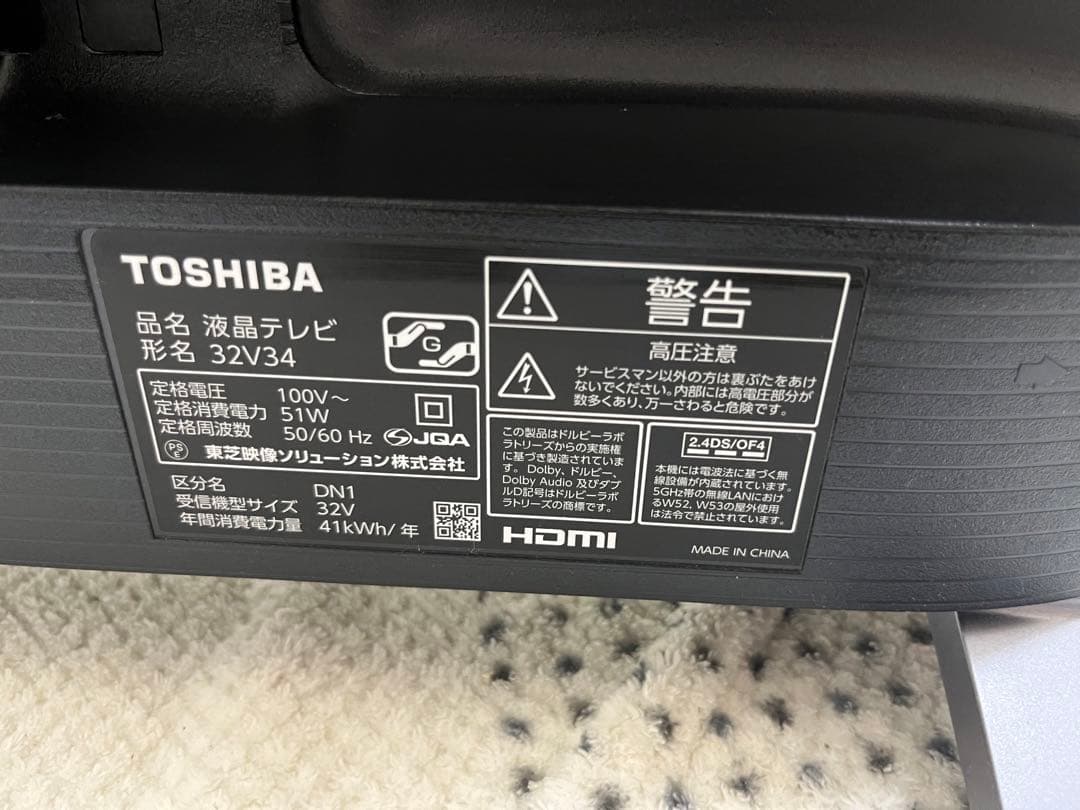 TOSHIBA
品名 液晶テレビ
形名 32V34
G
定格電圧 100V～
定格消費電力 51W
定格周波数 50/60 Hz
JQA
PSE 東芝映像ソリューション株式会社
区分名 DN1
受信機型サイズ 32V
年間消費電力量 41kWh/年
警告
高圧注意
サービスマン以外の方は裏ぶたをあけ
ないでください。内部には高電圧部分が
数多くあり、万一さわると危険です。
この製品はドルビーラボ
ラトリーズからの実施権
に基づき製造されていま
す。Dolby、ドルビー、
Dolby Audio 及びダブ
ルD記号はドルビーラボ
ラトリーズの商標です。
2.4DS/OF4
本機には電波法に基づく無
線設備が内蔵されています。
5GHz帯の無線LANにおけ
るW52, W53の屋外使用
は法令で禁止されています。
HDMI
MADE IN CHINA